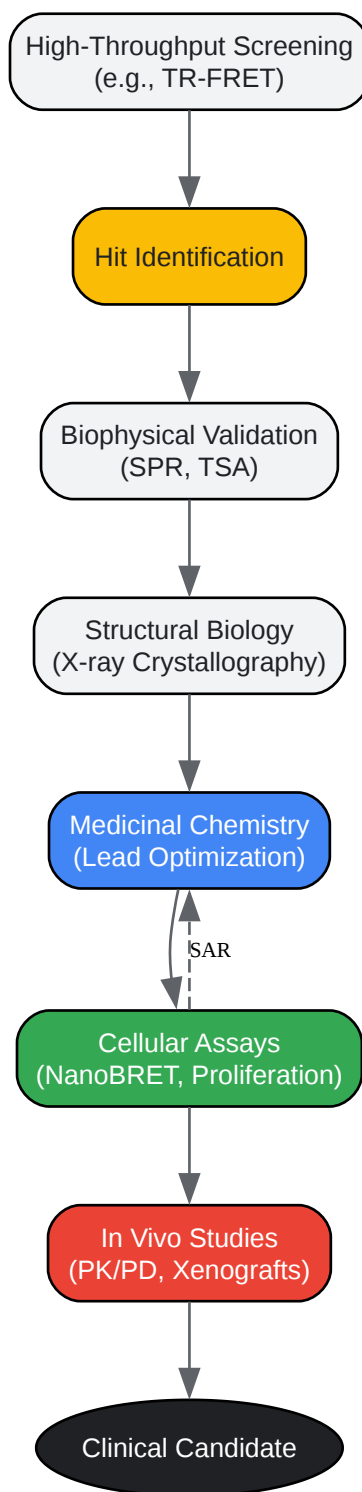 High-Throughput Screening
(e.g., TR-FRET)
Hit Identification
Biophysical Validation
(SPR, TSA)
Structural Biology
(X-ray Crystallography)
Medicinal Chemistry
(Lead Optimization)
SAR
Cellular Assays
(NanoBRET, Proliferation)
In Vivo Studies
(PK/PD, Xenografts)
Clinical Candidate